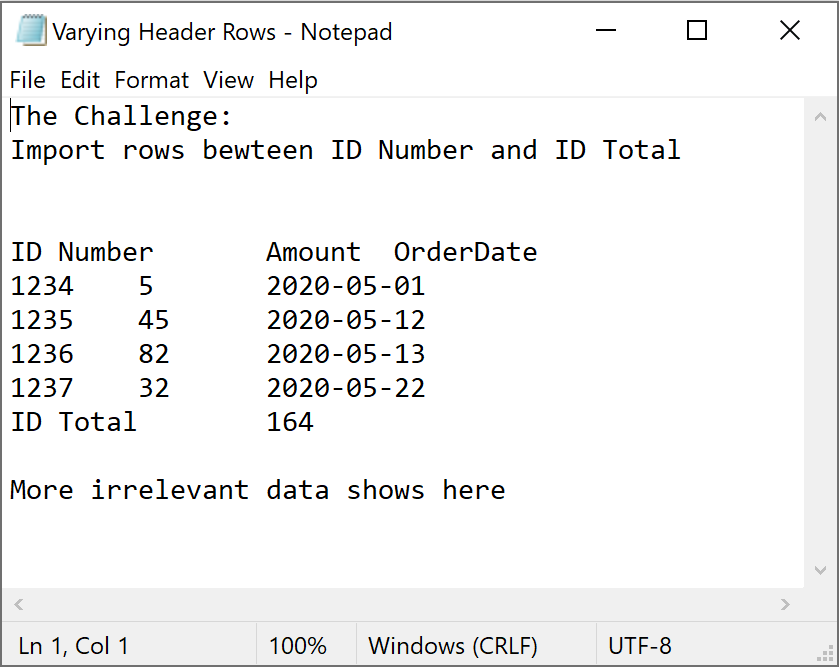 Varying Header Rows - Notepad
File Edit Format View Help
The Challenge:
Import rows bewteen ID Number and ID Total
ID Number Amount OrderDate
1234 5 2020-05-01
1235 45 2020-05-12
1236 82 2020-05-13
1237 32 2020-05-22
ID Total 164
More irrelevant data shows here
Ln 1, Col 1 100% Windows (CRLF) UTF-8